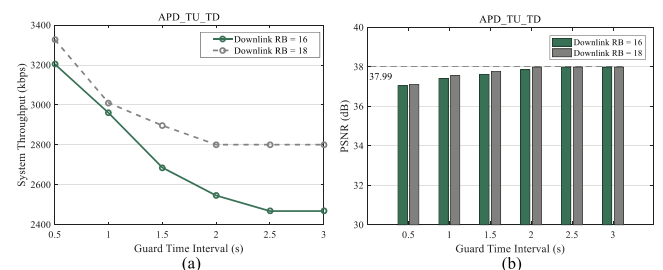 APD_TU_TD
System Throughput (kbps)
3400
3200
3000
2800
2600
2400
Downlink RB = 16
Downlink RB = 18
0.5 1 1.5 2 2.5 3
Guard Time Interval (s)
(a)
APD_TU_TD
PSNR (dB)
40
38
37.99
36
34
32
30
Downlink RB = 16
Downlink RB = 18
0.5 1 1.5 2 2.5 3
Guard Time Interval (s)
(b)